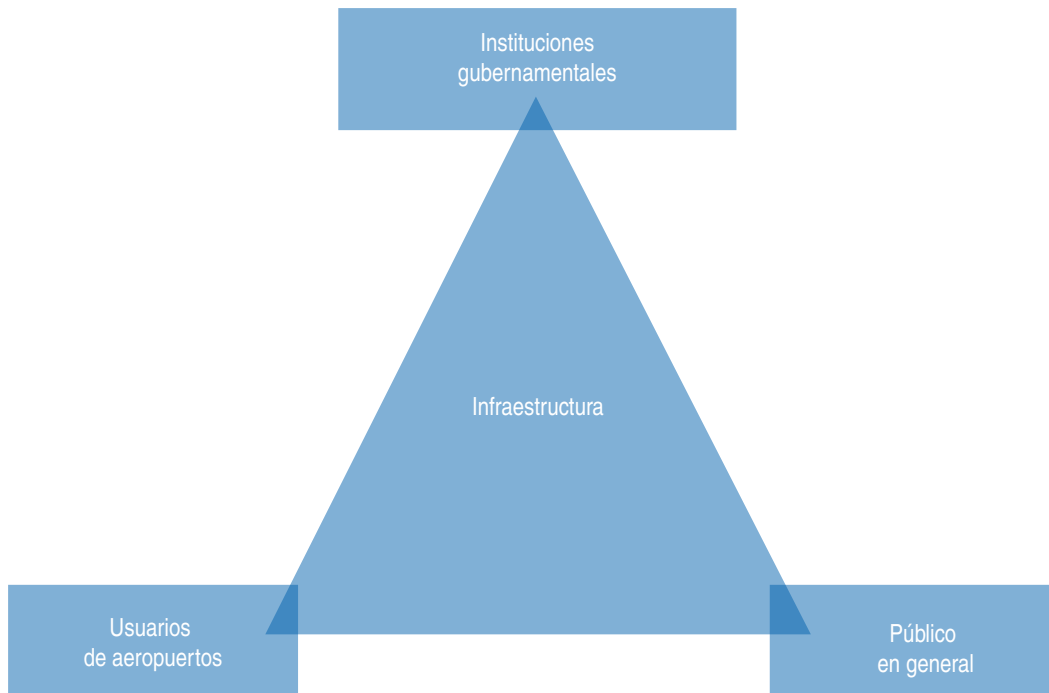 Instituciones
gubernamentales
Infraestructura
Usuarios
de aeropuertos
Público
en general